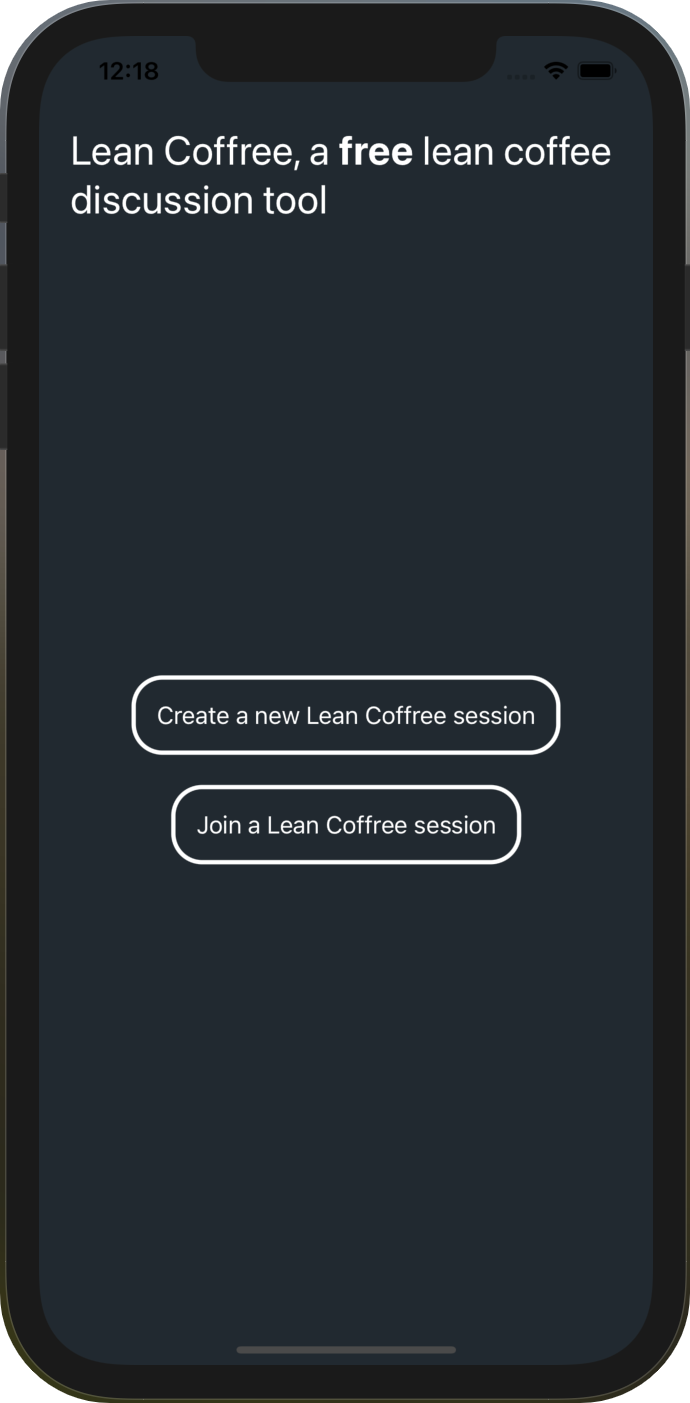 12:18
Lean Coffree, a free lean coffee
discussion tool
Create a new Lean Coffree session
Join a Lean Coffree session